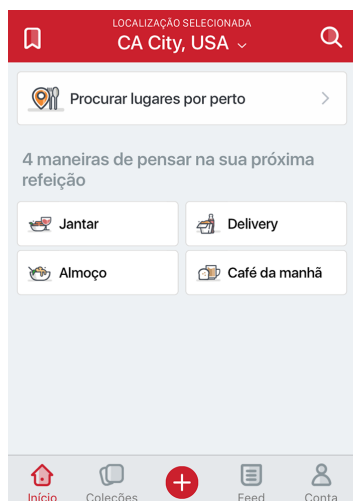 LOCALIZAÇÃO SELECIONADA
CA City, USA
Procurar lugares por perto
4 maneiras de pensar na sua próxima
refeição
Jantar
Delivery
Almoço
Café da manhã
Início
Coleções
Feed
Conta